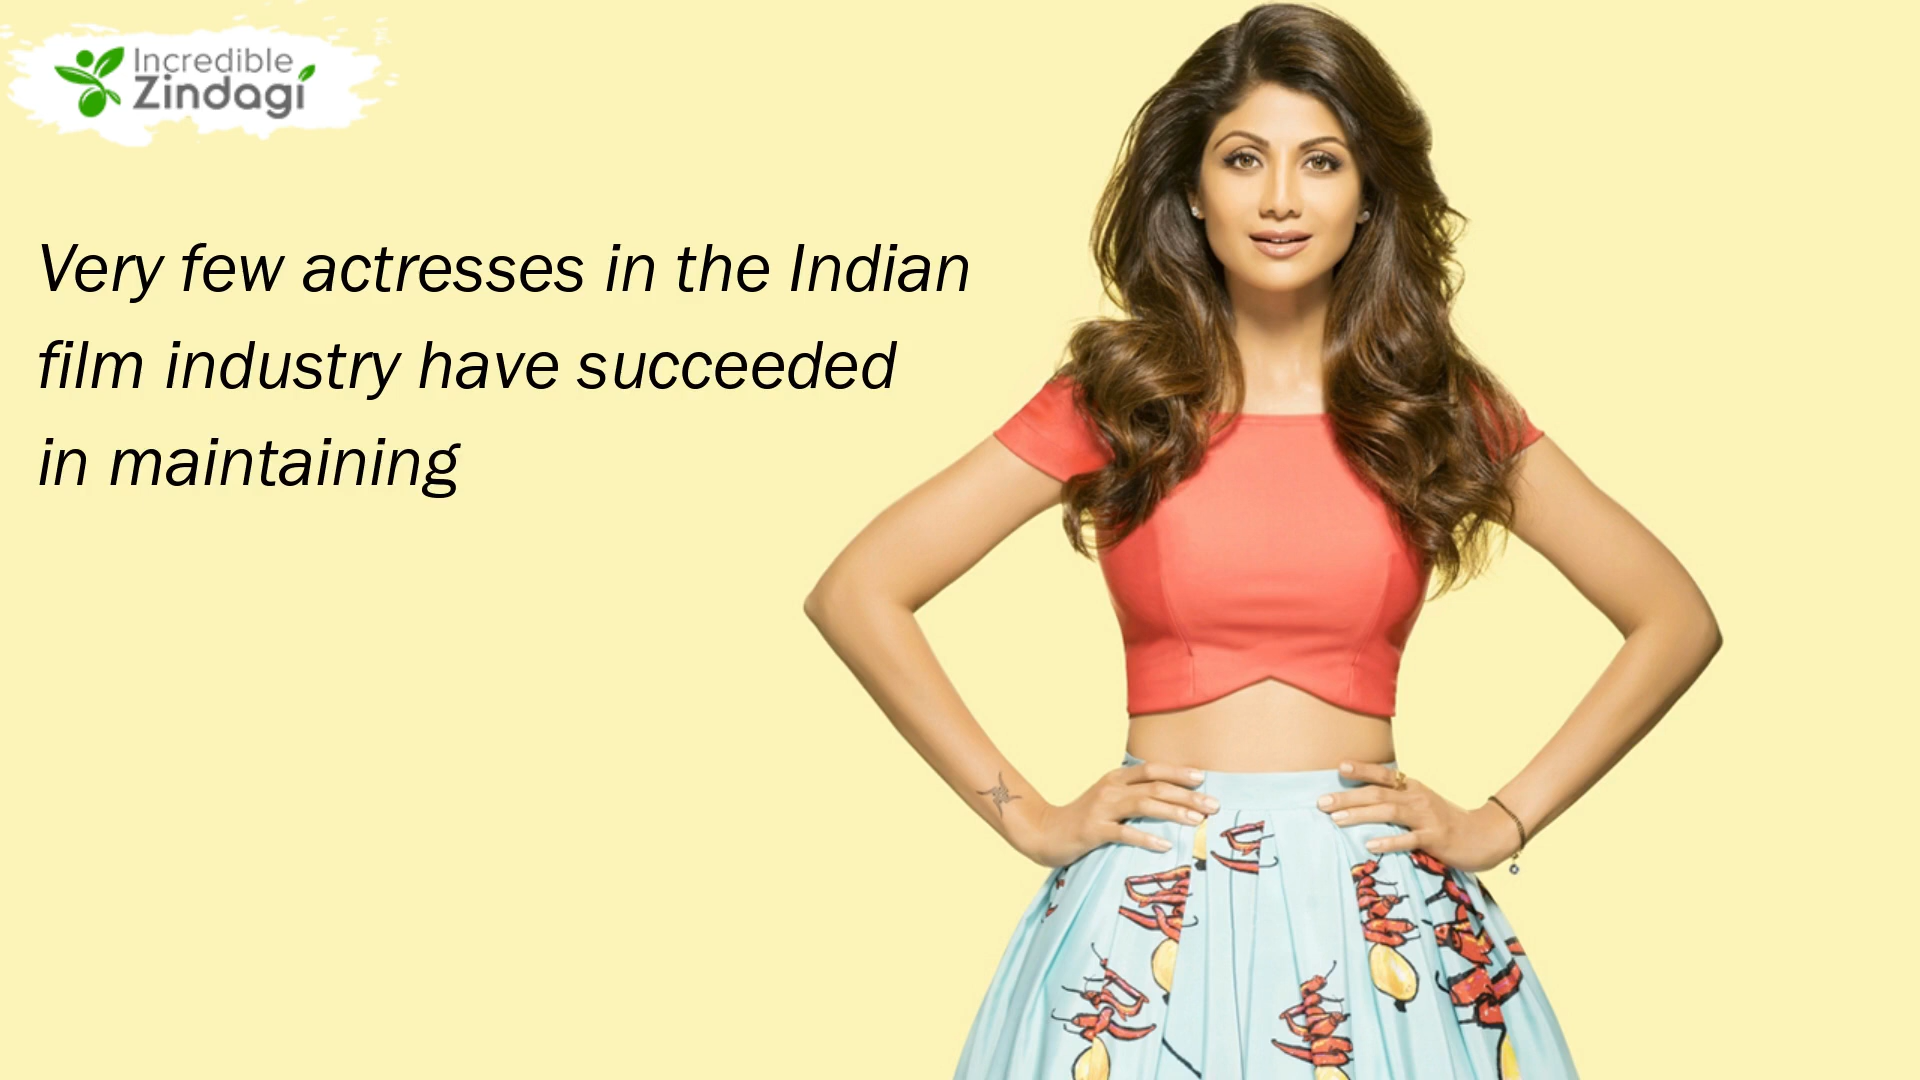 Incredible
Zindagi
Very few actresses in the Indian
film industry have succeeded
in maintaining